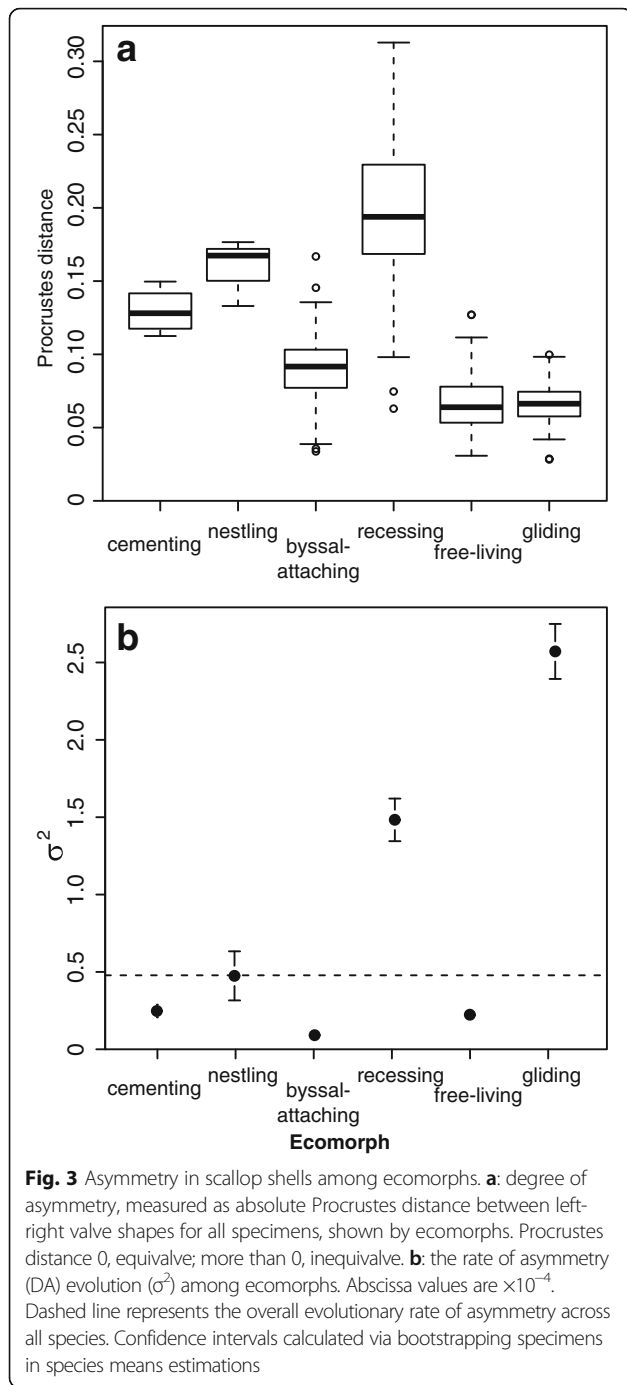 a
0.30
0.25
0.20
0.15
0.10
0.05
0
Procrustes distance
cementing
nestling
byssal-
attaching
recessing
free-living
gliding
b
2.5
2.0
1.5
1.0
0.5
0
σ²
cementing
nestling
byssal-
attaching
recessing
free-living
gliding
Ecomorph
Fig. 3 Asymmetry in scallop shells among ecomorphs. a: degree of
asymmetry, measured as absolute Procrustes distance between left-
right valve shapes for all specimens, shown by ecomorphs. Procrustes
distance 0, equivalve; more than 0, inequivalve. b: the rate of asymmetry
(DA) evolution (σ²) among ecomorphs. Abscissa values are ×10⁻⁴.
Dashed line represents the overall evolutionary rate of asymmetry across
all species. Confidence intervals calculated via bootstrapping specimens
in species means estimations